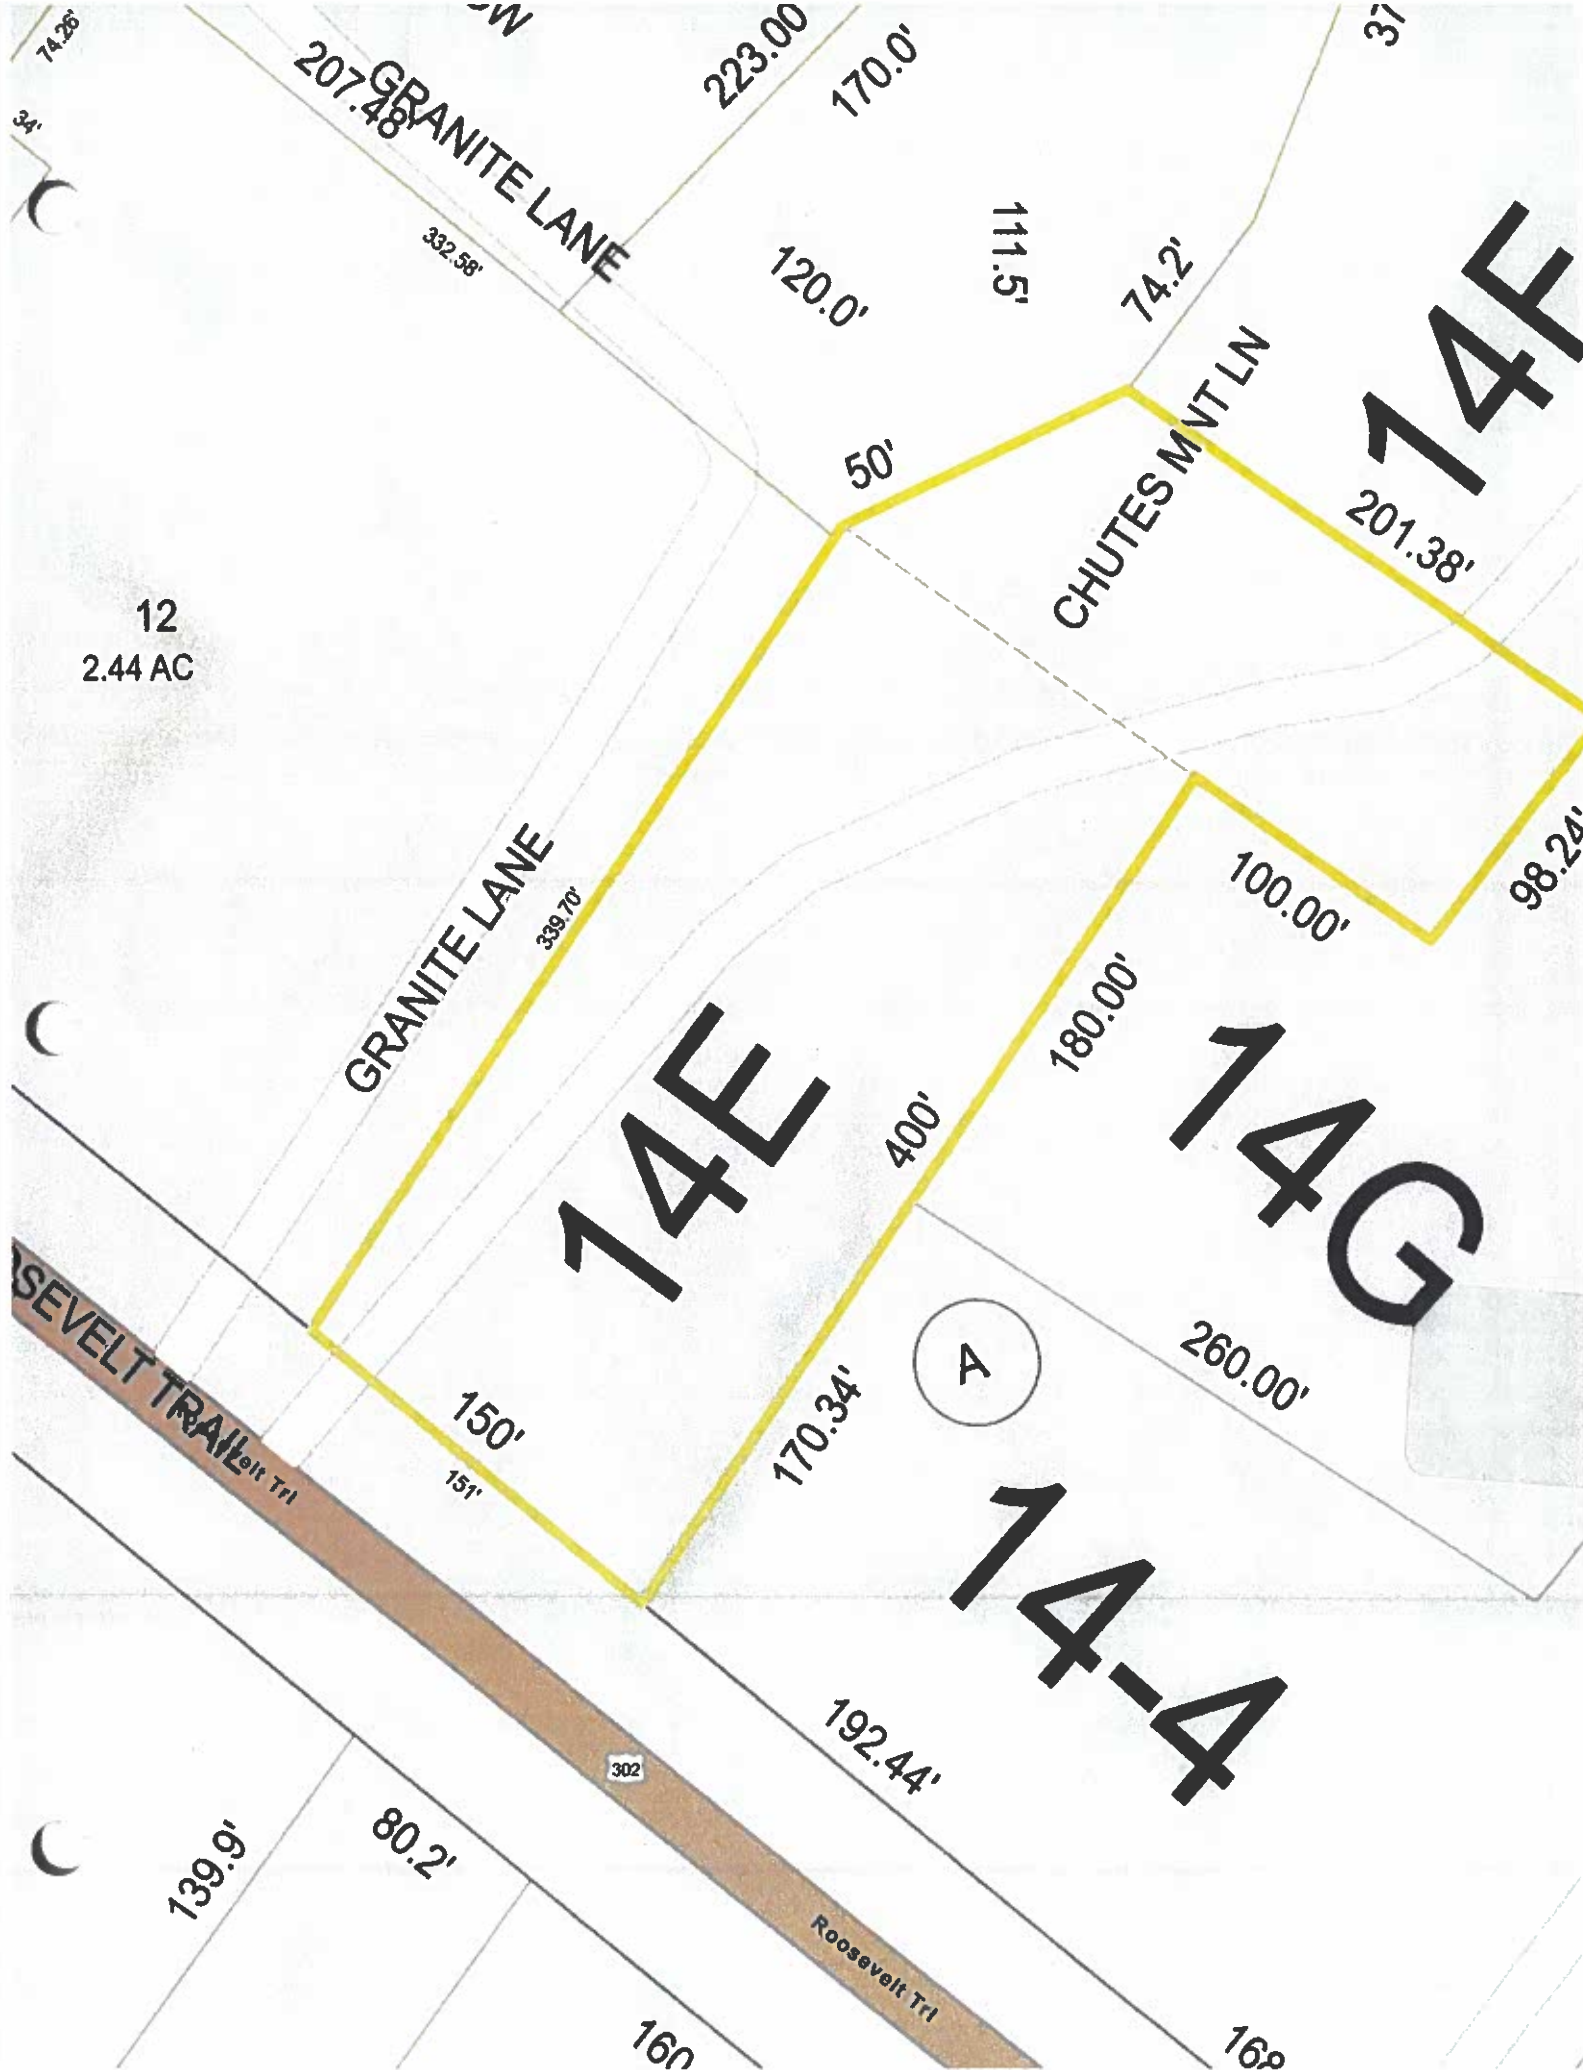 74.26'
34'
207.48'
GRANITE LANE
332.58'
223.00
170.0'
120.0'
111.5'
74.2'
14F
50'
CHUTES MNT LN
201.38'
12
2.44 AC
GRANITE LANE
339.70'
98.24'
100.00'
180.00'
14G
14E
400'
A
260.00'
170.34'
SEVELT TRAIL
elt Trl
150'
151'
14-4
192.44'
302
139.9'
80.2'
Roosevelt Trl
160
168